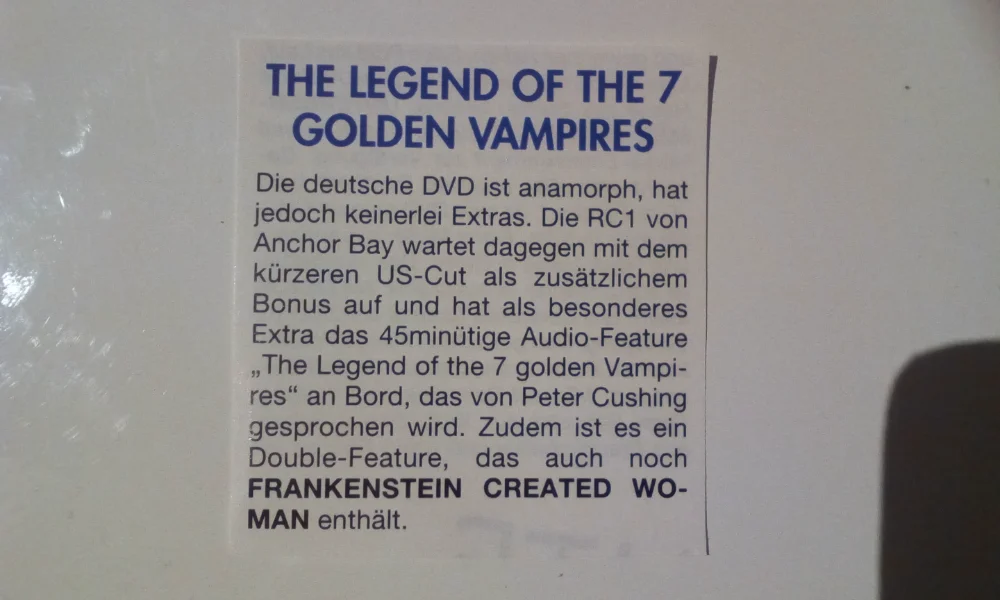 THE LEGEND OF THE 7
GOLDEN VAMPIRES
Die deutsche DVD ist anamorph, hat
jedoch keinerlei Extras. Die RC1 von
Anchor Bay wartet dagegen mit dem
kürzeren US-Cut als zusätzlichem
Bonus auf und hat als besonderes
Extra das 45minütige Audio-Feature
„The Legend of the 7 golden Vampi-
res“ an Bord, das von Peter Cushing
gesprochen wird. Zudem ist es ein
Double-Feature, das auch noch
FRANKENSTEIN CREATED WO-
MAN enthält.